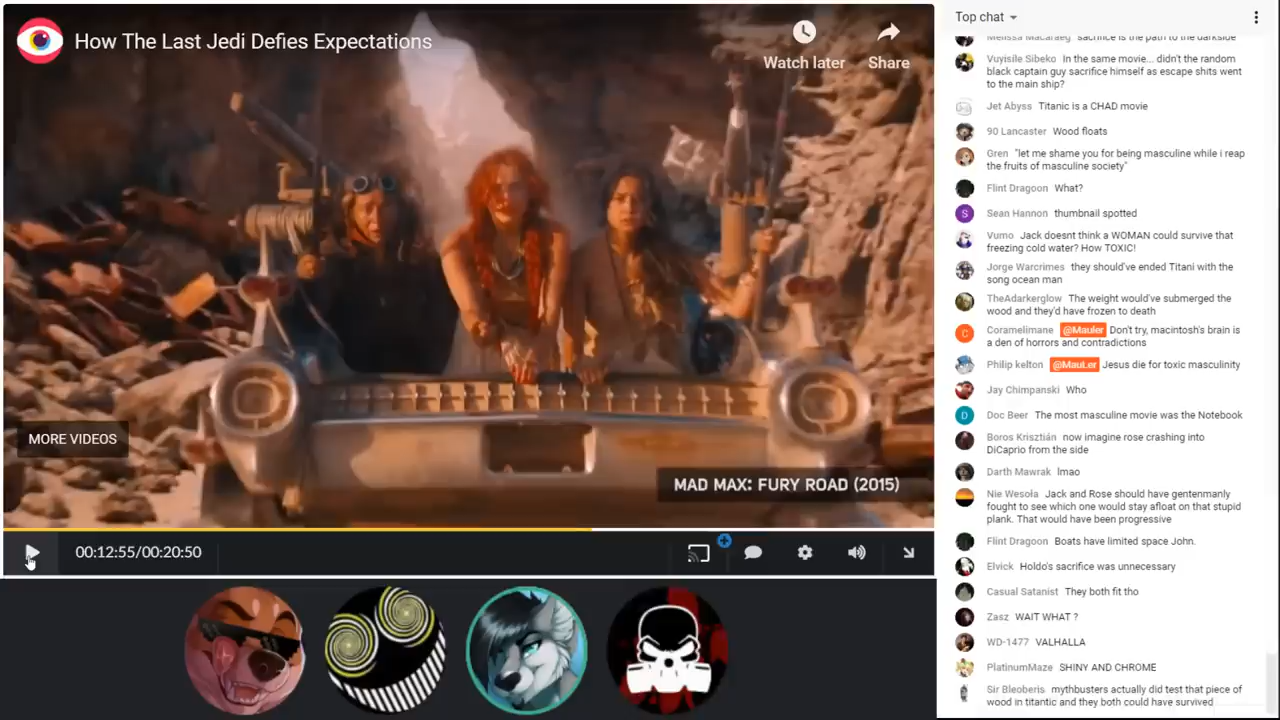 How The Last Jedi Defies Expectations
Watch later
Share
MORE VIDEOS
MAD MAX: FURY ROAD (2015)
00:12:55/00:20:50
Top chat
Melissa Macaraeg sacrifice is the path to the darkside
Vuyisile Sibeko In the same movie... didn't the random
black captain guy sacrifice himself as escape shits went
to the main ship?
Jet Abyss Titanic is a CHAD movie
90 Lancaster Wood floats
Gren "let me shame you for being masculine while i reap
the fruits of masculine society"
Flint Dragoon What?
S
Sean Hannon thumbnail spotted
Vumo Jack doesnt think a WOMAN could survive that
freezing cold water? How TOXIC!
Jorge Warcrimes they should've ended Titani with the
song ocean man
TheAdarkerglow The weight would've submerged the
wood and they'd have frozen to death
C
Coramelimane @Mauler Don't try, macintosh's brain is
a den of horrors and contradictions
Philip kelton @MauLer Jesus die for toxic masculinity
Jay Chimpanski Who
D
Doc Beer The most masculine movie was the Notebook
Boros Krisztián now imagine rose crashing into
DiCaprio from the side
Darth Mawrak lmao
Nie Wesoła Jack and Rose should have gentenmanly
fought to see which one would stay afloat on that stupid
plank. That would have been progressive
Flint Dragoon Boats have limited space John.
Elvick Holdo's sacrifice was unnecessary
Casual Satanist They both fit tho
Zasz WAIT WHAT ?
WD-1477 VALHALLA
PlatinumMaze SHINY AND CHROME
Sir Bleoberis mythbusters actually did test that piece of
wood in titantic and they both could have survived